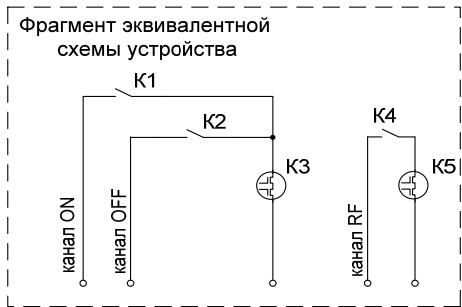 Фрагмент эквивалентной
схемы устройства
К1
К2
К4
К3
К5
канал ON
канал OFF
канал RF